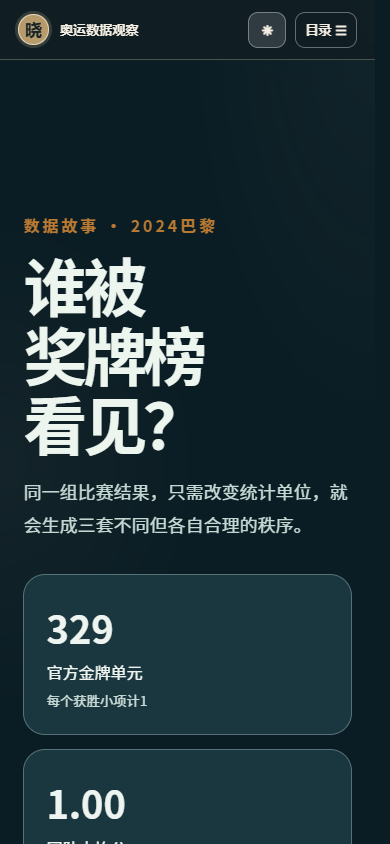 晓 奥运数据观察
目录 ☰
数据故事 · 2024巴黎
谁被
奖牌榜
看见？
同一组比赛结果，只需改变统计单位，就
会生成三套不同但各自合理的秩序。
329
官方金牌单元
每个获胜小项计1
1.00